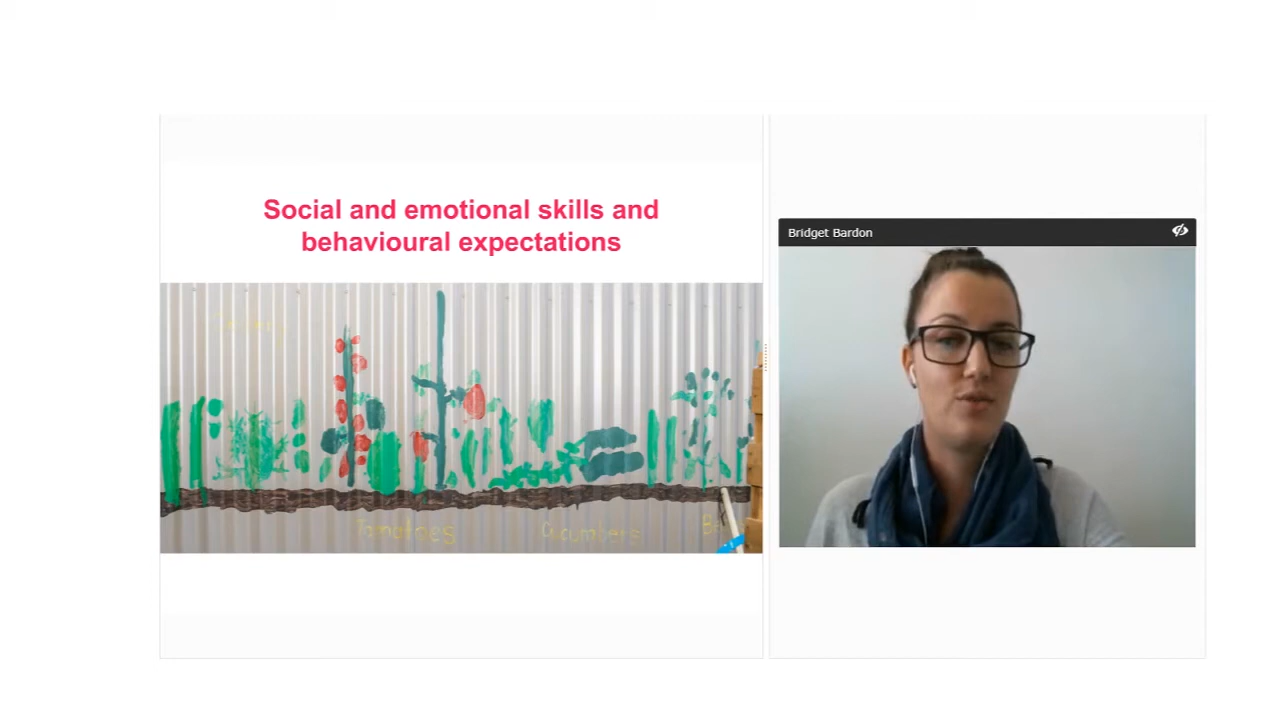 Social and emotional skills and
behavioural expectations
Bridget Bardon
Tomatoes
Cucumbers